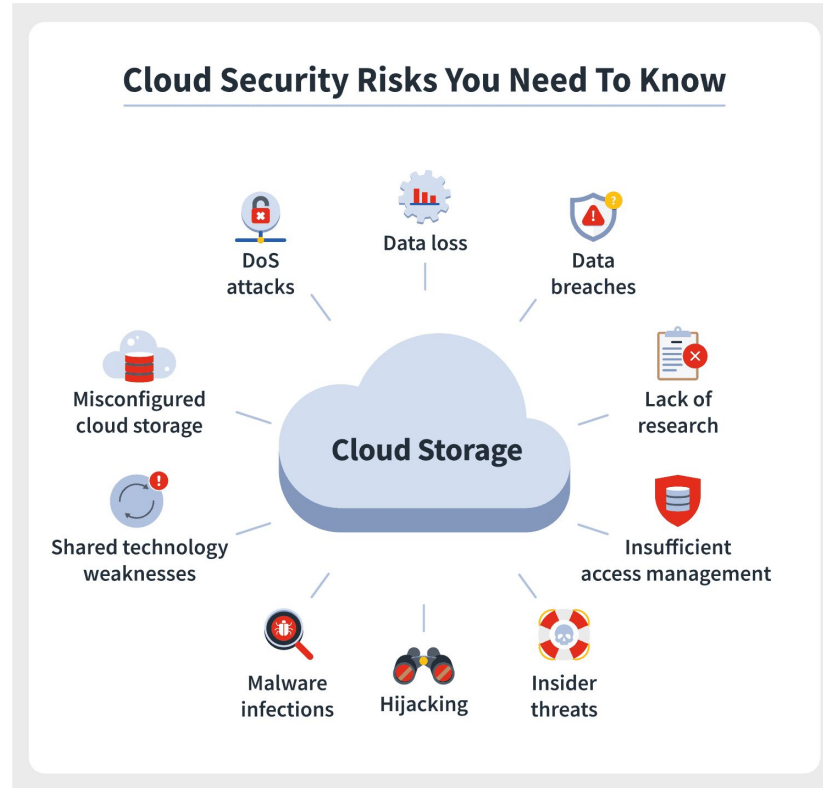 Cloud Security Risks You Need To Know
Data loss
DoS
attacks
Data
breaches
Misconfigured
cloud storage
Lack of
research
Cloud Storage
Shared technology
weaknesses
Insufficient
access management
Malware
infections
Hijacking
Insider
threats